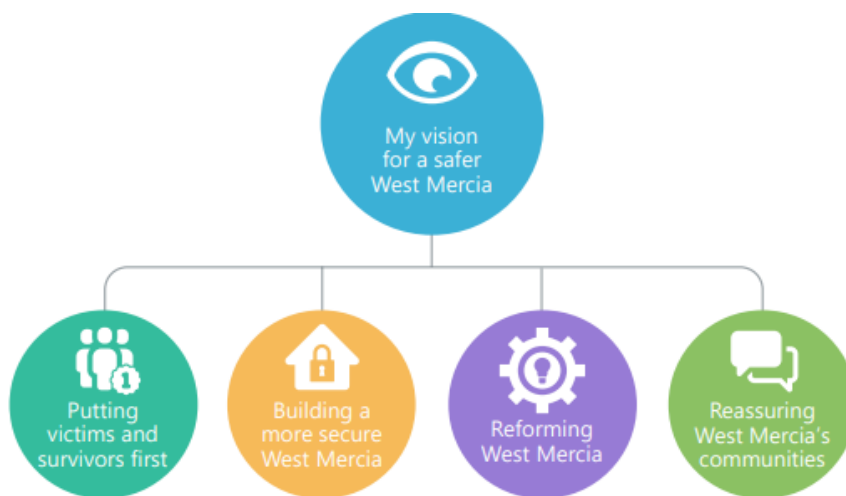 My vision
for a safer
West Mercia
1
Putting
victims and
survivors first
Building a
more secure
West Mercia
Reforming
West Mercia
Reassuring
West Mercia's
communities